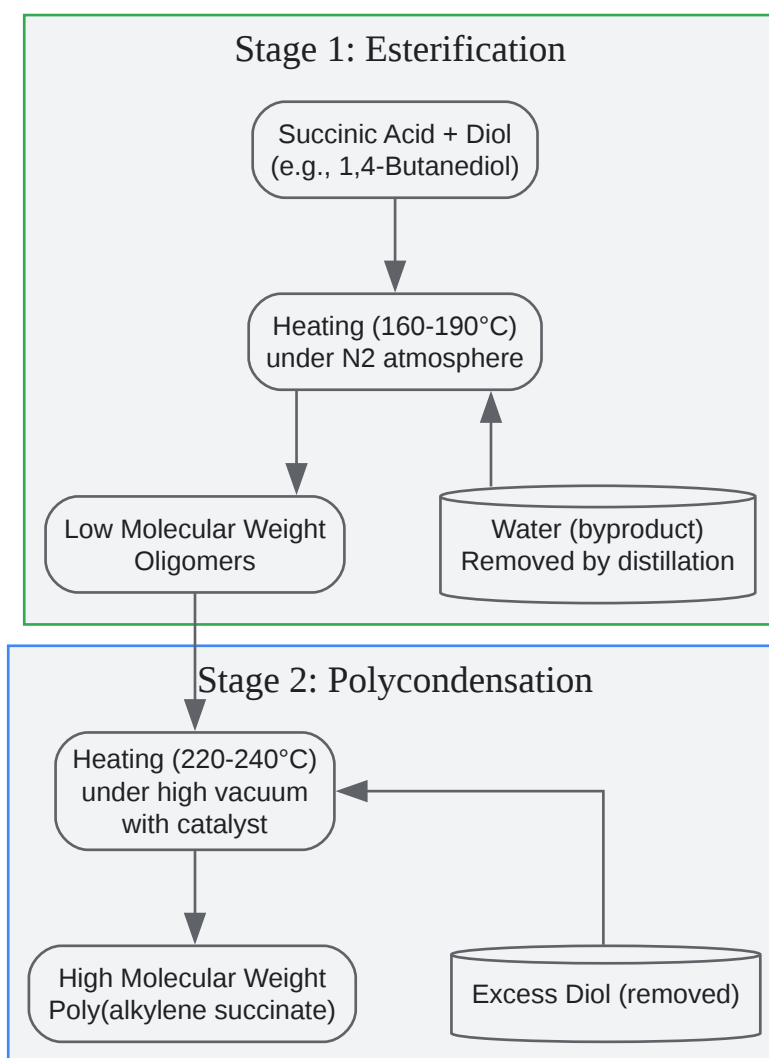 Stage 1: Esterification
Succinic Acid + Diol
(e.g., 1,4-Butanediol)
Heating (160-190°C)
under N2 atmosphere
Low Molecular Weight
Oligomers
Water (byproduct)
Removed by distillation
Stage 2: Polycondensation
Heating (220-240°C)
under high vacuum
with catalyst
High Molecular Weight
Poly(alkylene succinate)
Excess Diol (removed)